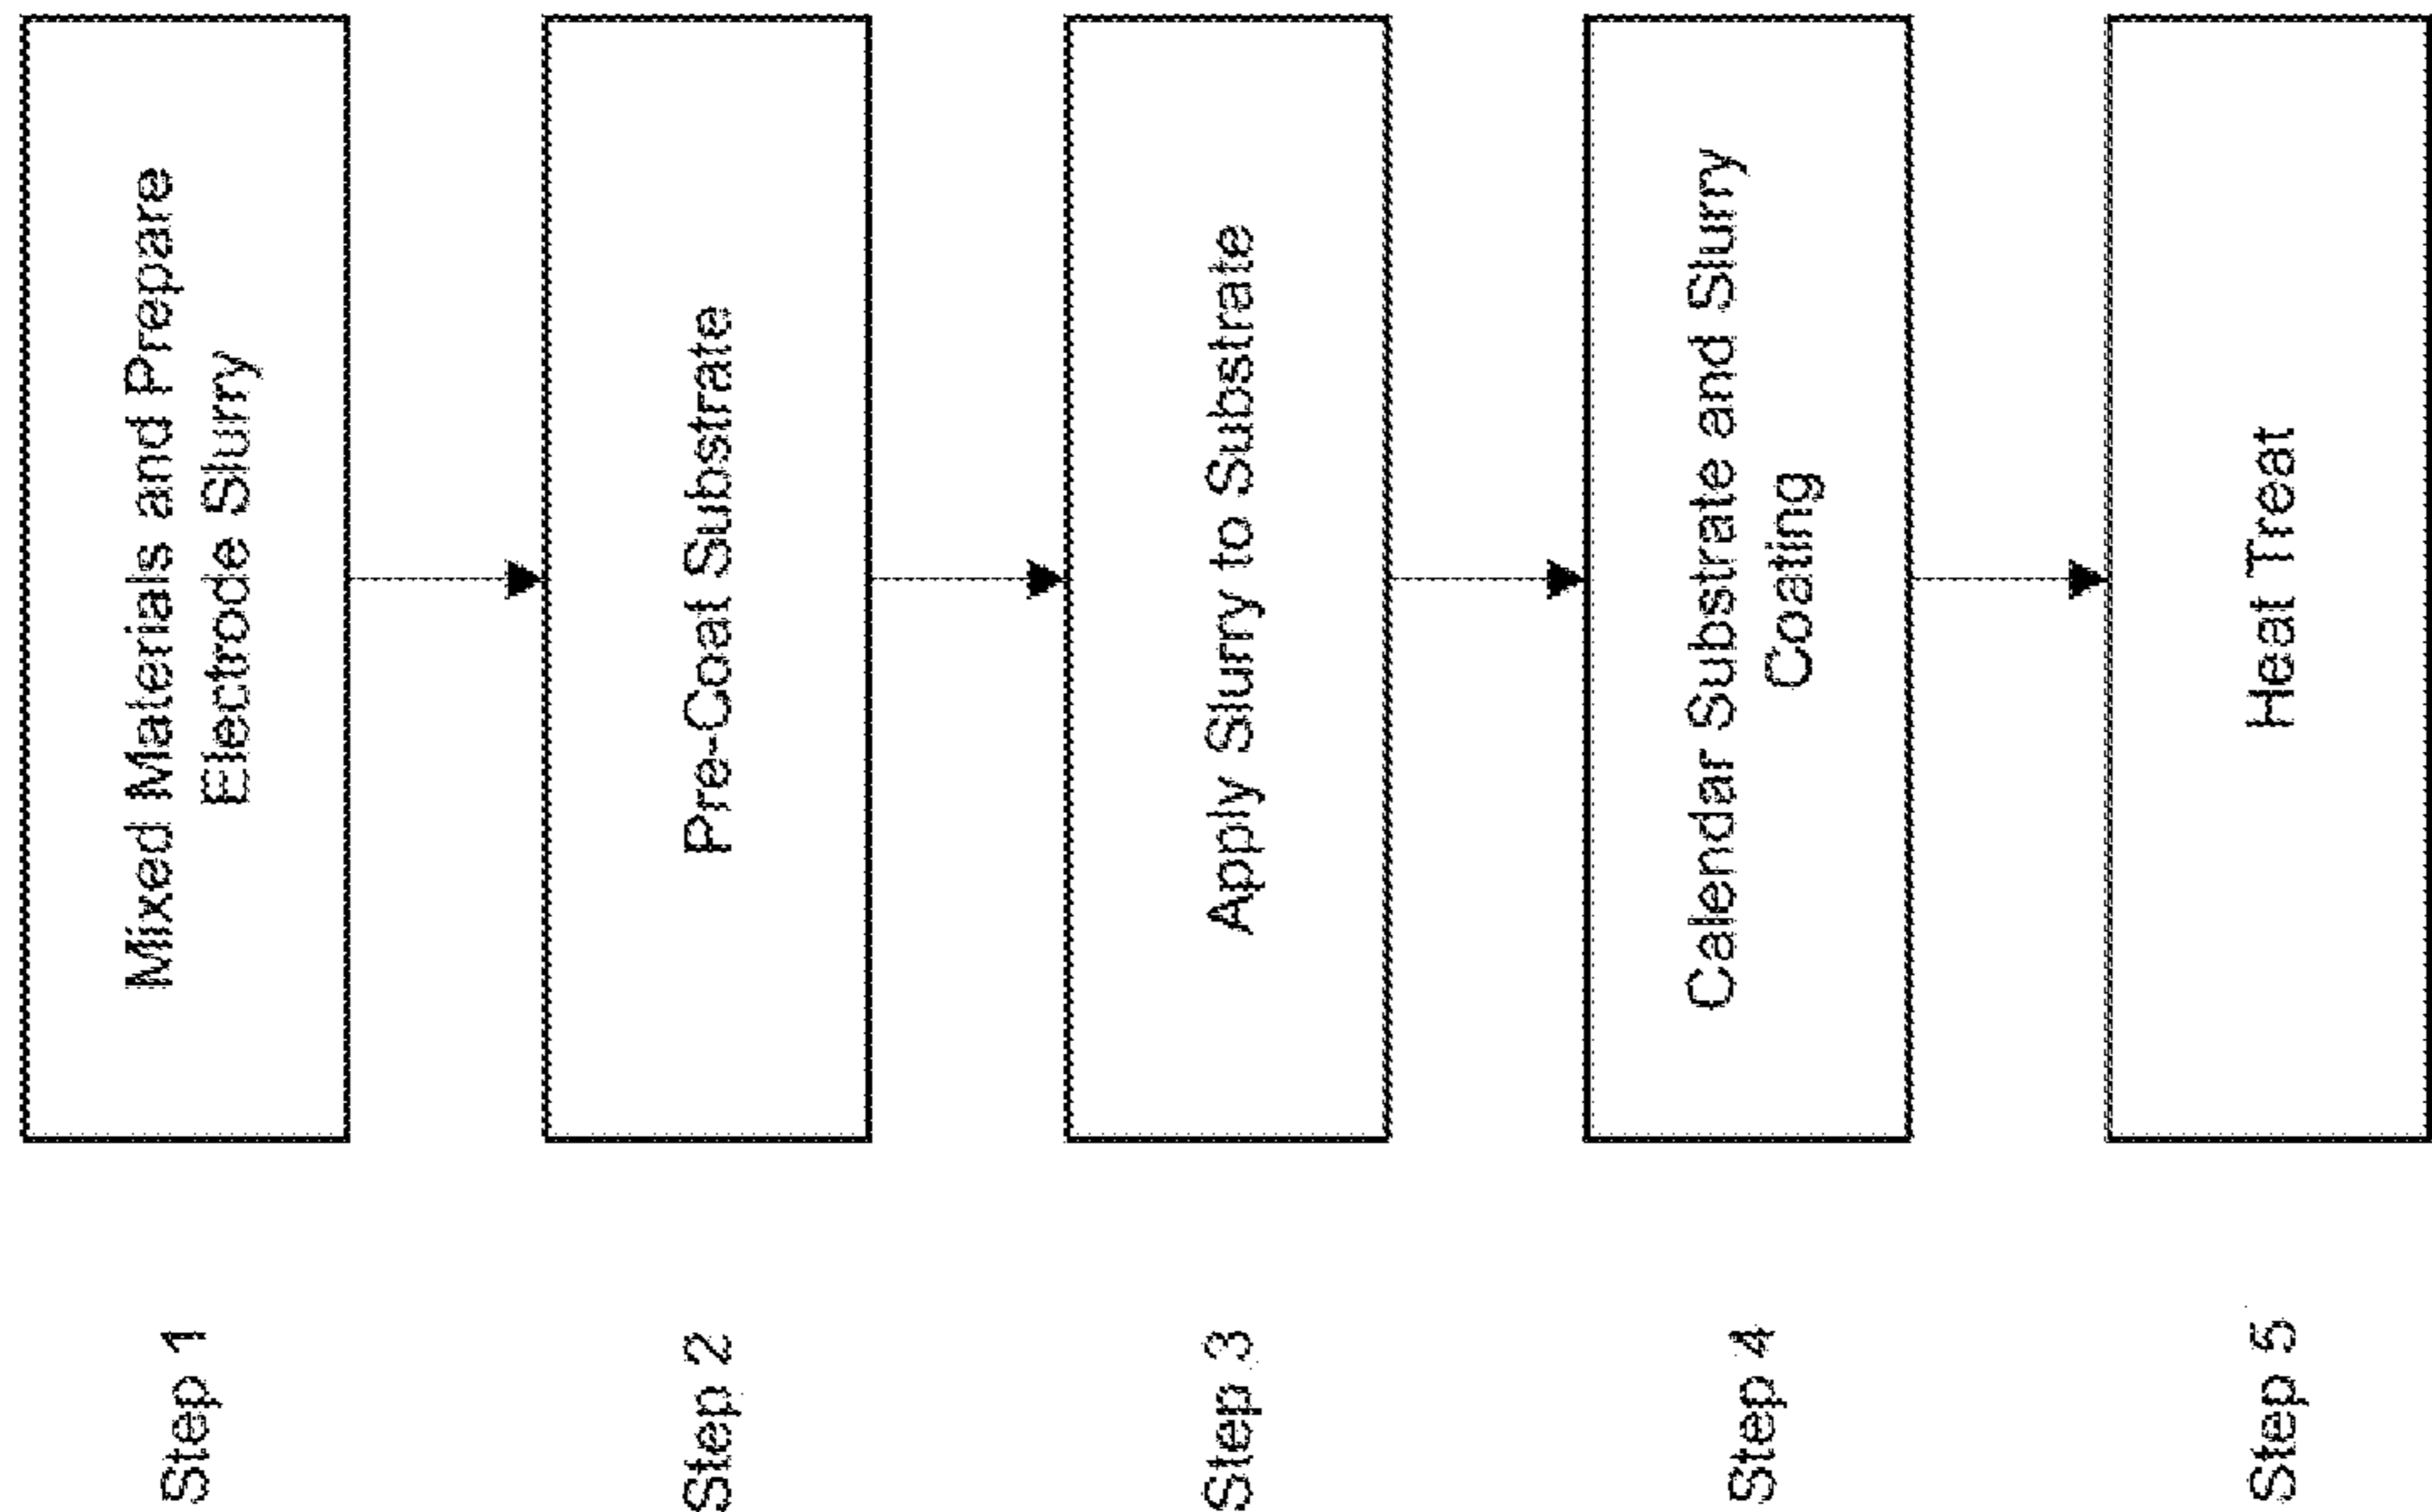 Step 1
Mixed Materials and Prepare
Electrode Slurry
Step 2
Pre-Coat Substrate
Step 3
Apply Slurry to Substrate
Step 4
Calendar Substrate and Slurry
Coating
Step 5
Heat Treat